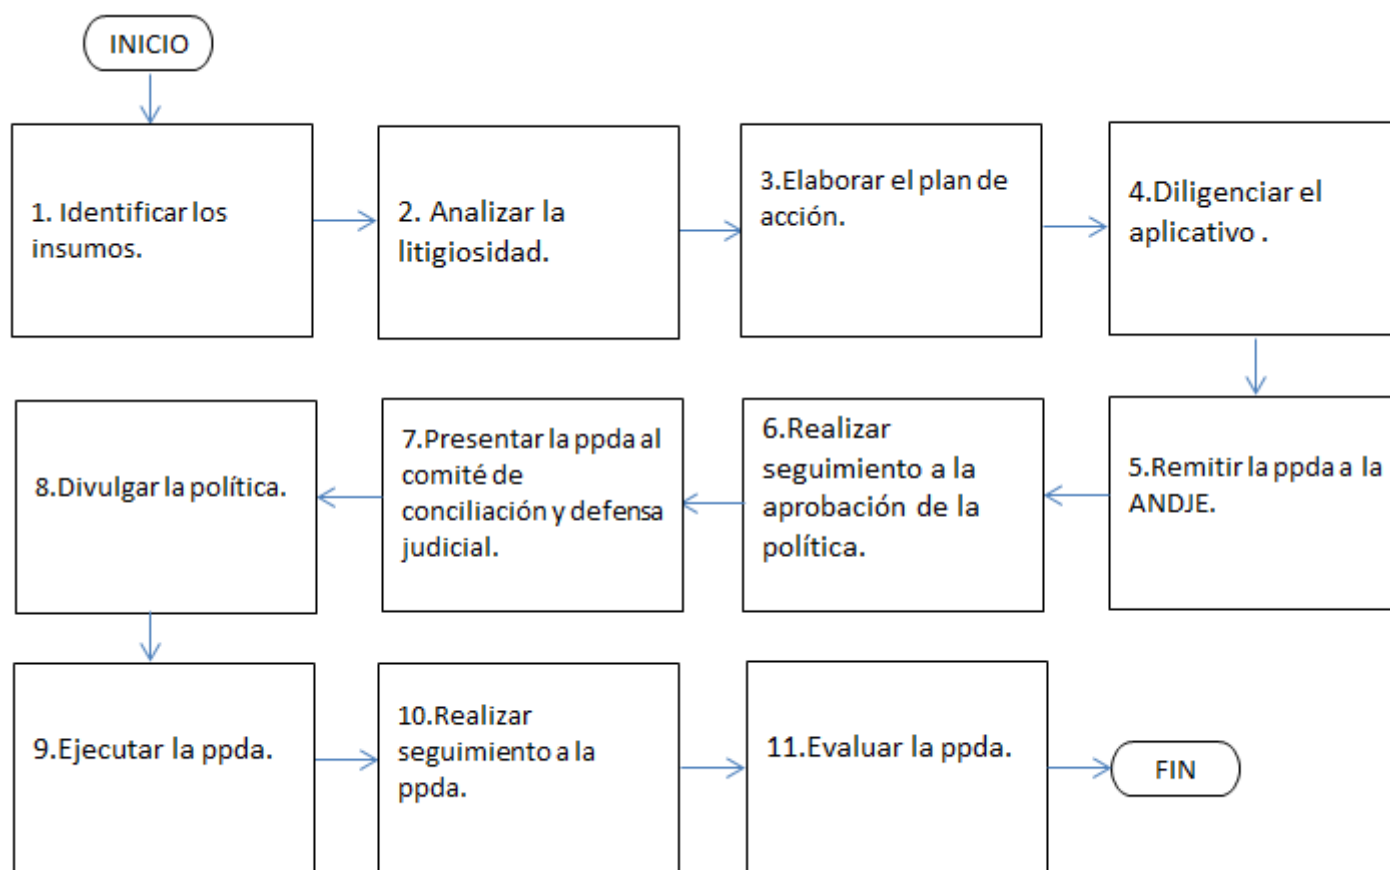 INICIO
1. Identificar los
insumos.
2. Analizar la
litigiosidad.
3.Elaborar el plan de
acción.
4.Diligenciar el
aplicativo .
5.Remitir la ppda a la
ANDJE.
6.Realizar
seguimiento a la
aprobación de la
política.
7.Presentar la ppda al
comité de
conciliación y defensa
judicial.
8.Divulgar la política.
9.Ejecutar la ppda.
10.Realizar
seguimiento a la
ppda.
11.Evaluar la ppda.
FIN